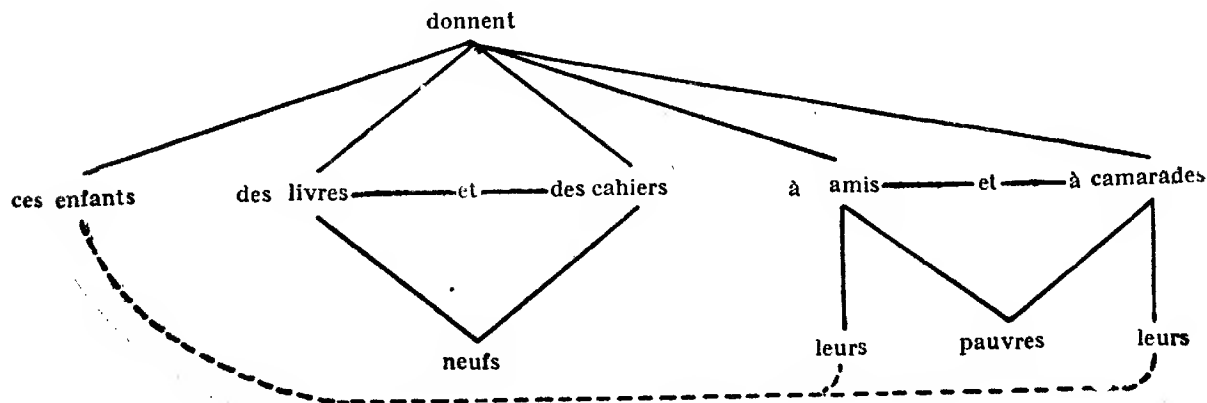 donnent
ces enfants des livres et des cahiers à amis et à camarades
neufs leurs pauvres leurs